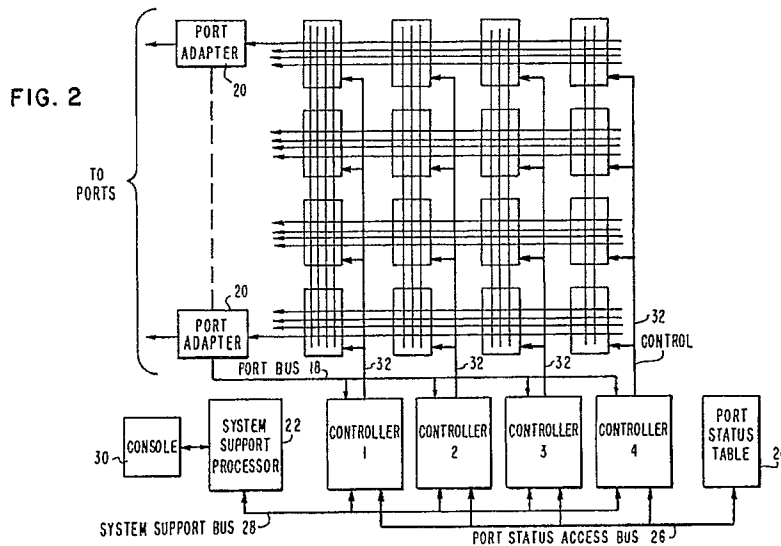 PORT
ADAPTER
20
FIG. 2
TO
PORTS
20
PORT
ADAPTER
PORT BUS 18
32
32
32
32
CONTROL
30
CONSOLE
22
SYSTEM
SUPPORT
PROCESSOR
CONTROLLER
1
CONTROLLER
2
CONTROLLER
3
CONTROLLER
4
PORT
STATUS
TABLE
SYSTEM SUPPORT BUS 28
PORT STATUS ACCESS BUS 26